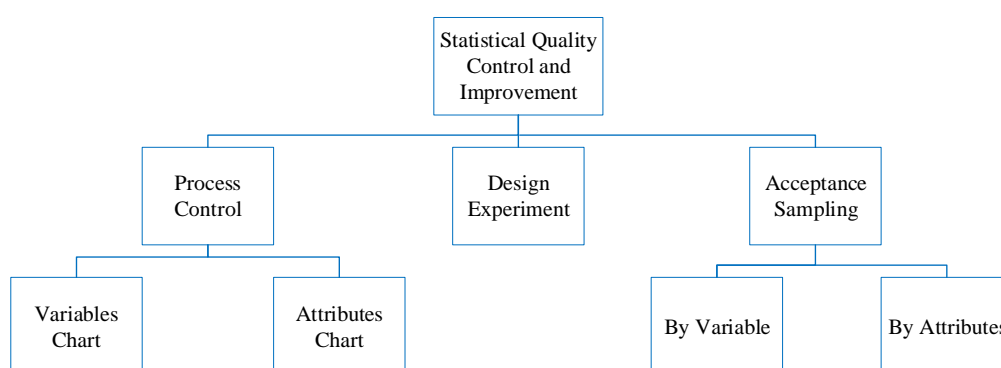 Statistical Quality
Control and
Improvement
Process
Control
Design
Experiment
Acceptance
Sampling
Variables
Chart
Attributes
Chart
By Variable
By Attributes